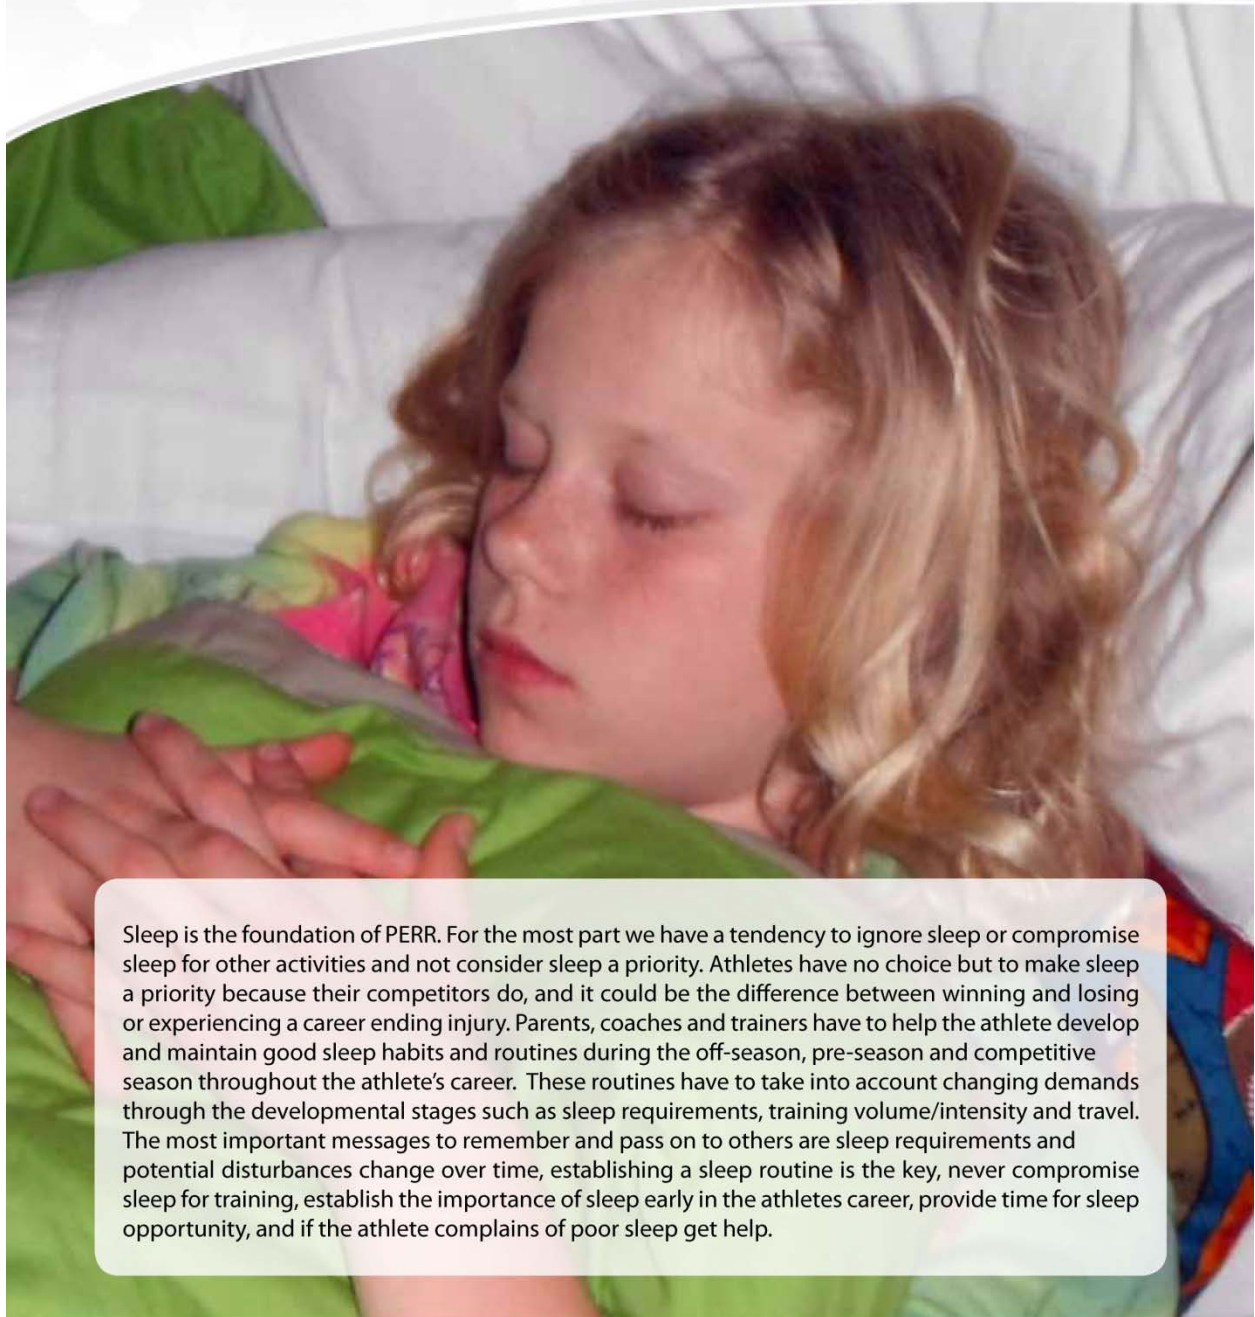 Sleep is the foundation of PERR. For the most part we have a tendency to ignore sleep or compromise
sleep for other activities and not consider sleep a priority. Athletes have no choice but to make sleep
a priority because their competitors do, and it could be the difference between winning and losing
or experiencing a career ending injury. Parents, coaches and trainers have to help the athlete develop
and maintain good sleep habits and routines during the off-season, pre-season and competitive
season throughout the athlete’s career.  These routines have to take into account changing demands
through the developmental stages such as sleep requirements, training volume/intensity and travel.
The most important messages to remember and pass on to others are sleep requirements and
potential disturbances change over time, establishing a sleep routine is the key, never compromise
sleep for training, establish the importance of sleep early in the athletes career, provide time for sleep
opportunity, and if the athlete complains of poor sleep get help.